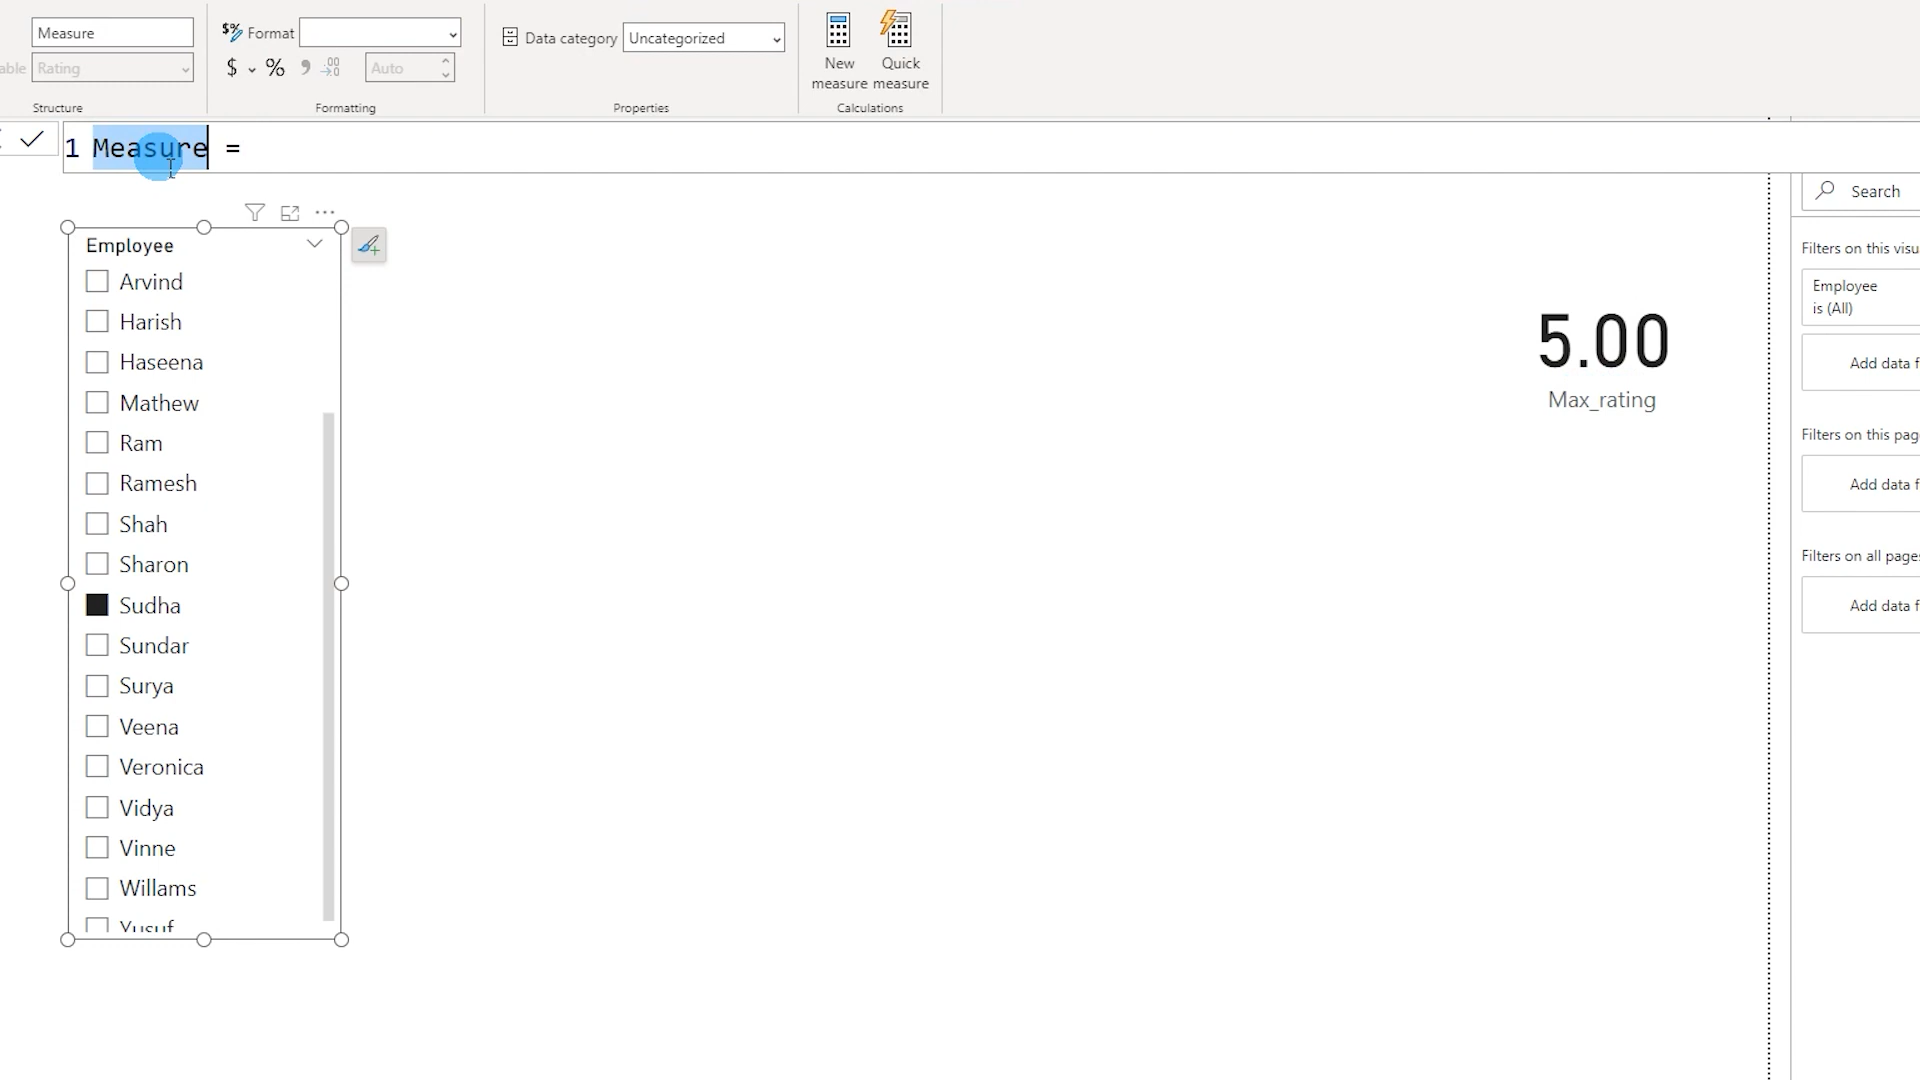 Measure
Format
Data category Uncategorized
New measure
Quick measure
able Rating
$ % Auto
Structure
Formatting
Properties
Calculations
1 Measure =
Search
Employee
Arvind
Harish
Haseena
Mathew
Ram
Ramesh
Shah
Sharon
Sudha
Sundar
Surya
Veena
Veronica
Vidya
Vinne
Willams
Yusuf
5.00
Max_rating
Filters on this visu
Employee
is (All)
Add data f
Filters on this pag
Add data f
Filters on all pages
Add data f